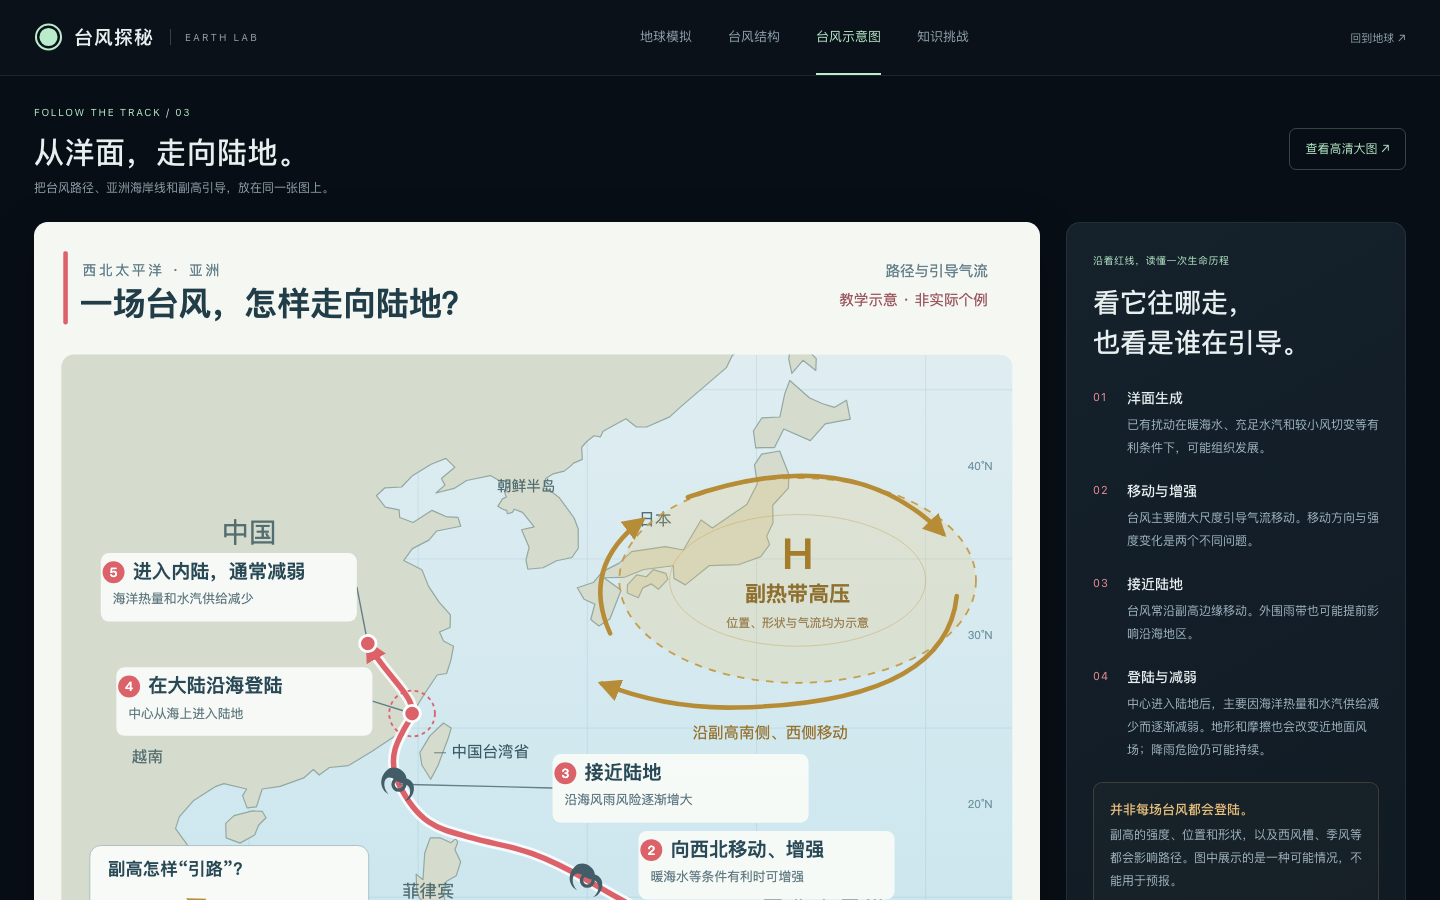 台风探秘
EARTH LAB
地球模拟
台风结构
台风示意图
知识挑战
回到地球 ↗
FOLLOW THE TRACK / 03
从洋面，走向陆地。
把台风路径、亚洲海岸线和副高引导，放在同一张图上。
查看高清大图 ↗
西北太平洋 · 亚洲
一场台风，怎样走向陆地？
路径与引导气流
教学示意 · 非实际个例
40°N
朝鲜半岛
日本
中国
H
副热带高压
位置、形状与气流均为示意
30°N
5 进入内陆，通常减弱
海洋热量和水汽供给减少
4 在大陆沿海登陆
中心从海上进入陆地
沿副高南侧、西侧移动
越南
中国台湾省
3 接近陆地
沿海风雨风险逐渐增大
20°N
2 向西北移动、增强
暖海水等条件有利时可增强
副高怎样“引路”？
菲律宾
沿着红线，读懂一次生命历程
看它往哪走，
也看是谁在引导。
01 洋面生成
已有扰动在暖海水、充足水汽和较小风切变等有
利条件下，可能组织发展。
02 移动与增强
台风主要随大尺度引导气流移动。移动方向与强
度变化是两个不同问题。
03 接近陆地
台风常沿副高边缘移动。外围雨带也可能提前影
响沿海地区。
04 登陆与减弱
中心进入陆地后，主要因海洋热量和水汽供给减
少而逐渐减弱。地形和摩擦也会改变近地面风
场；降雨危险仍可能持续。
并非每场台风都会登陆。
副高的强度、位置和形状，以及西风槽、季风等
都会影响路径。图中展示的是一种可能情况，不
能用于预报。